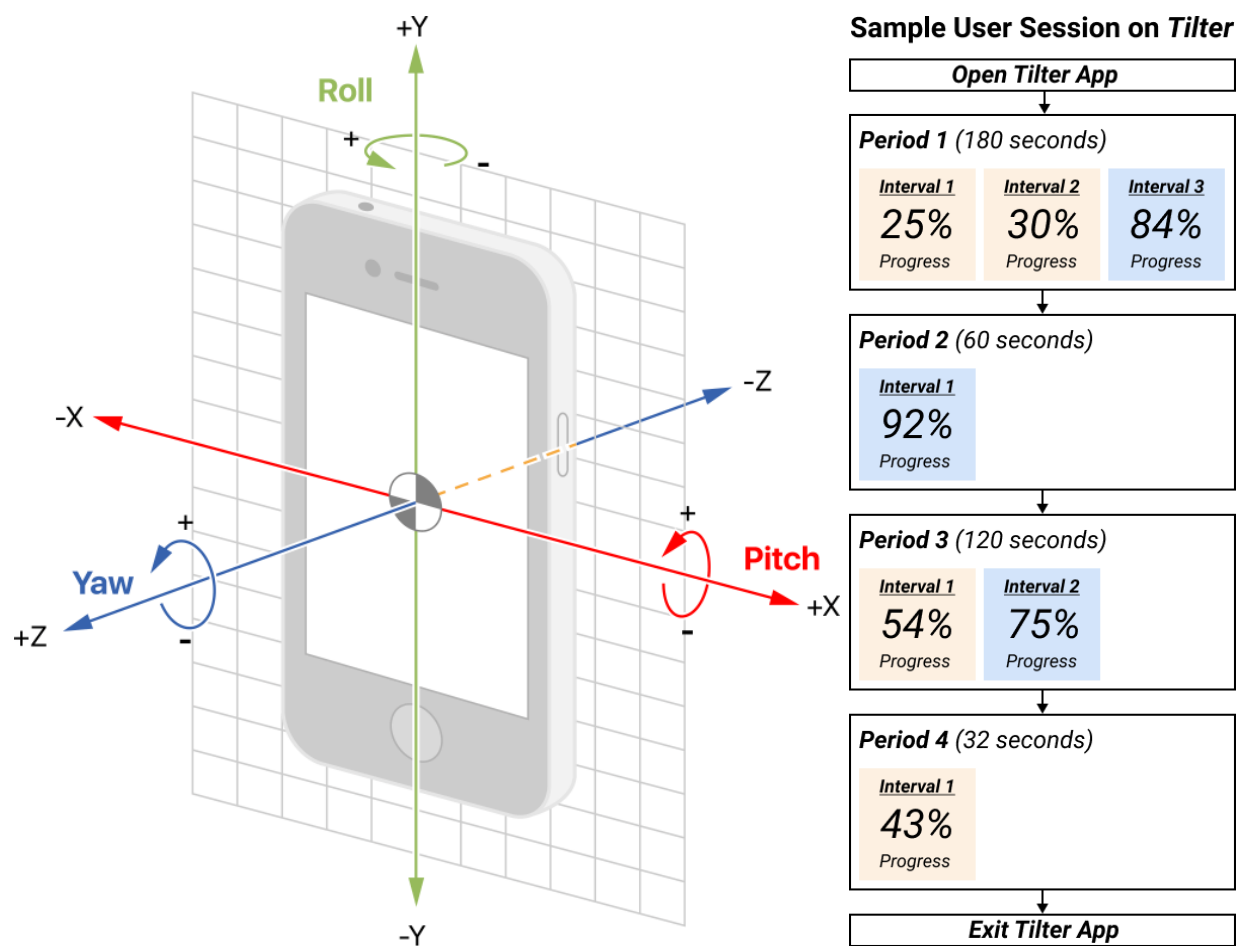 +Y
Roll
+
-
-Z
-X
+
Yaw
+Z
-
+
Pitch
+X
-
-Y
Sample User Session on Tilter
Open Tilter App
Period 1 (180 seconds)
Interval 1
25%
Progress
Interval 2
30%
Progress
Interval 3
84%
Progress
Period 2 (60 seconds)
Interval 1
92%
Progress
Period 3 (120 seconds)
Interval 1
54%
Progress
Interval 2
75%
Progress
Period 4 (32 seconds)
Interval 1
43%
Progress
Exit Tilter App